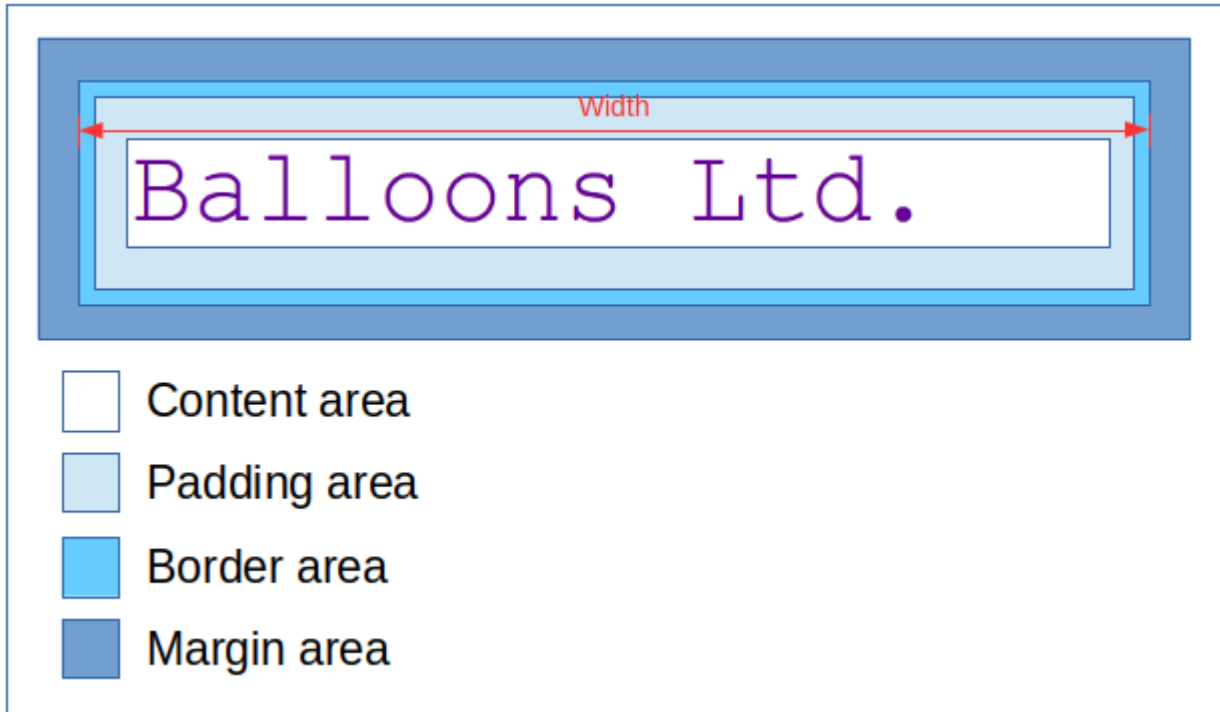 Width
Balloons Ltd.
Content area
Padding area
Border area
Margin area